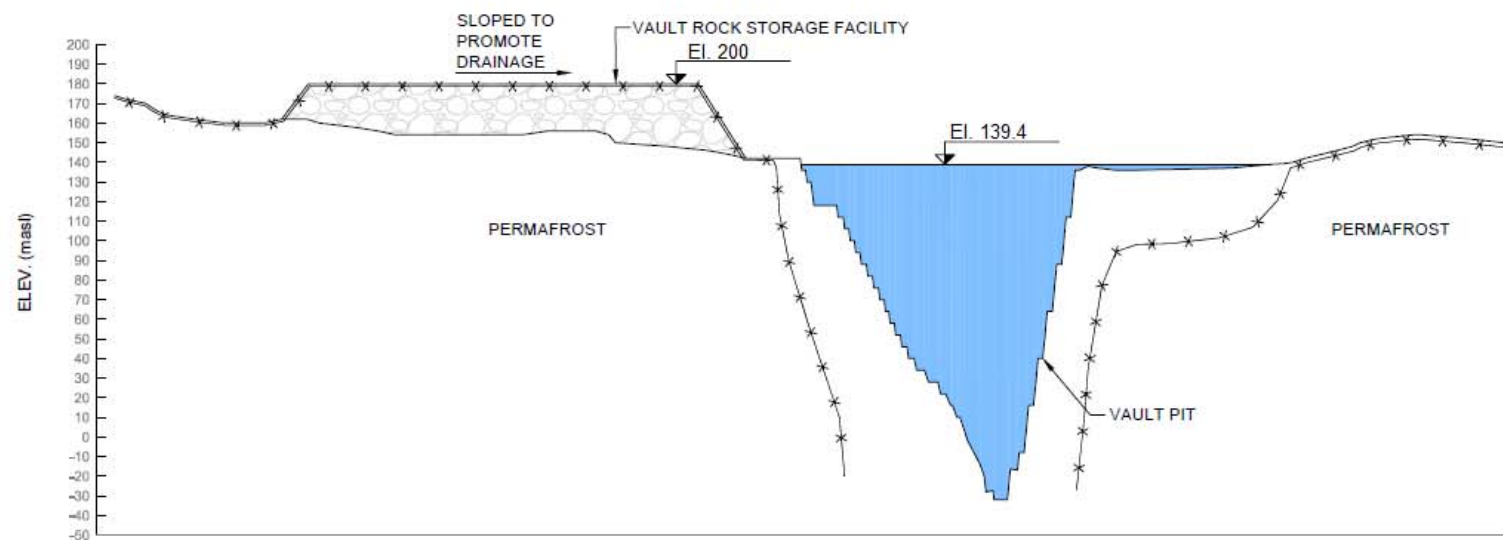 SLOPED TO
PROMOTE
DRAINAGE
VAULT ROCK STORAGE FACILITY
El. 200
El. 139.4
PERMAFROST
PERMAFROST
VAULT PIT
ELEV. (masl)
200
190
180
170
160
150
140
130
120
110
100
90
80
70
60
50
40
30
20
10
0
-10
-20
-30
-40
-50